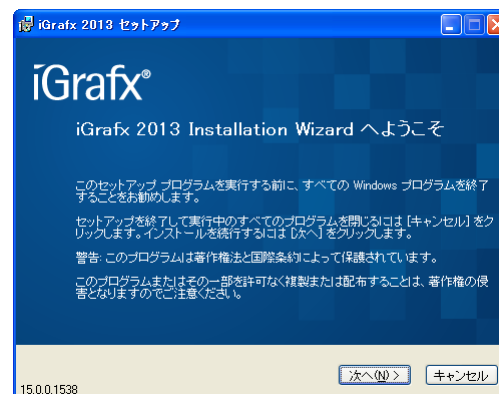 iGrafx 2013 セットアップ
iGrafx®
iGrafx 2013 Installation Wizard へようこそ
このセットアップ プログラムを実行する前に、すべての Windows プログラムを終了
することをお勧めします。
セットアップを終了して実行中のすべてのプログラムを閉じるには [キャンセル] をク
リックします。インストールを続行するには [次へ] をクリックします。
警告: このプログラムは著作権法と国際条約によって保護されています。
このプログラムまたはその一部を許可なく複製または配布することは、著作権の侵
害となりますのでご注意ください。
次へ(N) >
キャンセル
15.0.0.1538